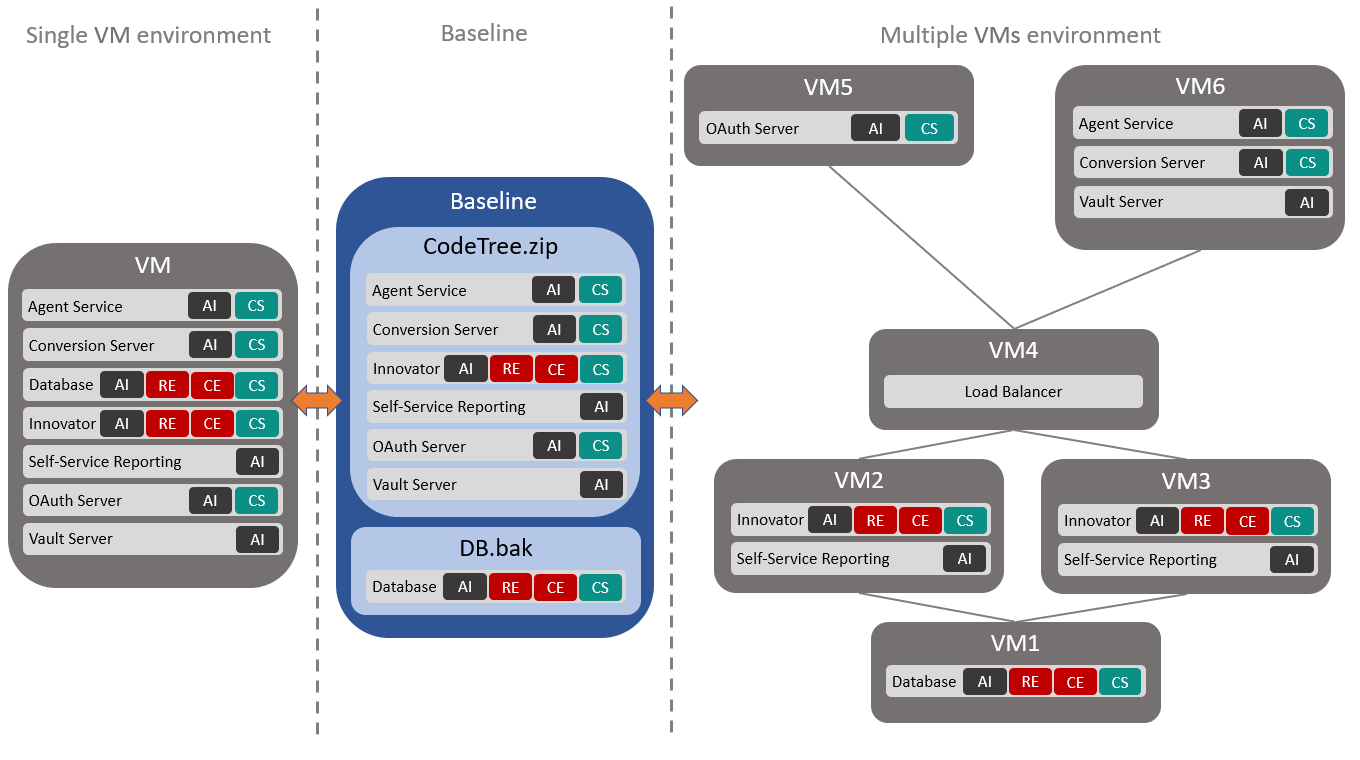 Single VM environment
VM
Agent Service AI CS
Conversion Server AI CS
Database AI RE CE CS
Innovator AI RE CE CS
Self-Service Reporting AI
OAuth Server AI CS
Vault Server AI
Baseline
Baseline
CodeTree.zip
Agent Service AI CS
Conversion Server AI CS
Innovator AI RE CE CS
Self-Service Reporting AI
OAuth Server AI CS
Vault Server AI
DB.bak
Database AI RE CE CS
Multiple VMs environment
VM5
OAuth Server AI CS
VM6
Agent Service AI CS
Conversion Server AI CS
Vault Server AI
VM4
Load Balancer
VM2
Innovator AI RE CE CS
Self-Service Reporting AI
VM3
Innovator AI RE CE CS
Self-Service Reporting AI
VM1
Database AI RE CE CS